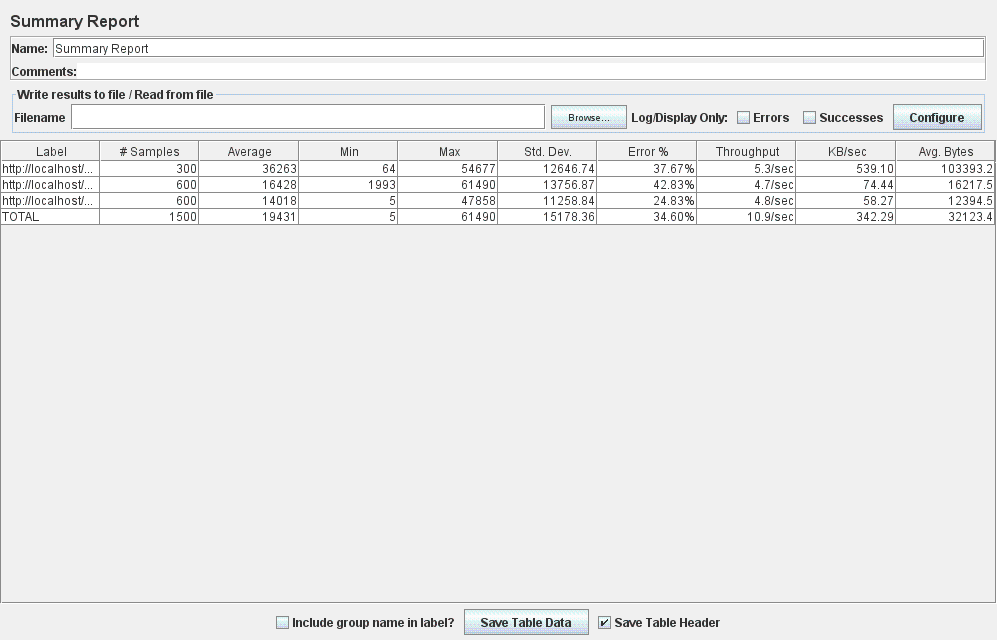 Summary Report
Name: Summary Report
Comments:
Write results to file / Read from file
Filename Browse... Log/Display Only: Errors Successes Configure
Label # Samples Average Min Max Std. Dev. Error % Throughput KB/sec Avg. Bytes
http://localhost/... 300 36263 64 54677 12646.74 37.67% 5.3/sec 539.10 103393.2
http://localhost/... 600 16428 1993 61490 13756.87 42.83% 4.7/sec 74.44 16217.5
http://localhost/... 600 14018 5 47858 11258.84 24.83% 4.8/sec 58.27 12394.5
TOTAL 1500 19431 5 61490 15178.36 34.60% 10.9/sec 342.29 32123.4
Include group name in label? Save Table Data Save Table Header